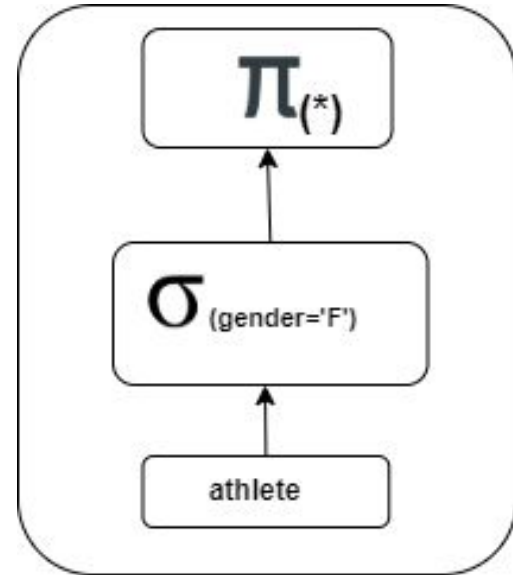 π(*)
σ (gender='F')
athlete